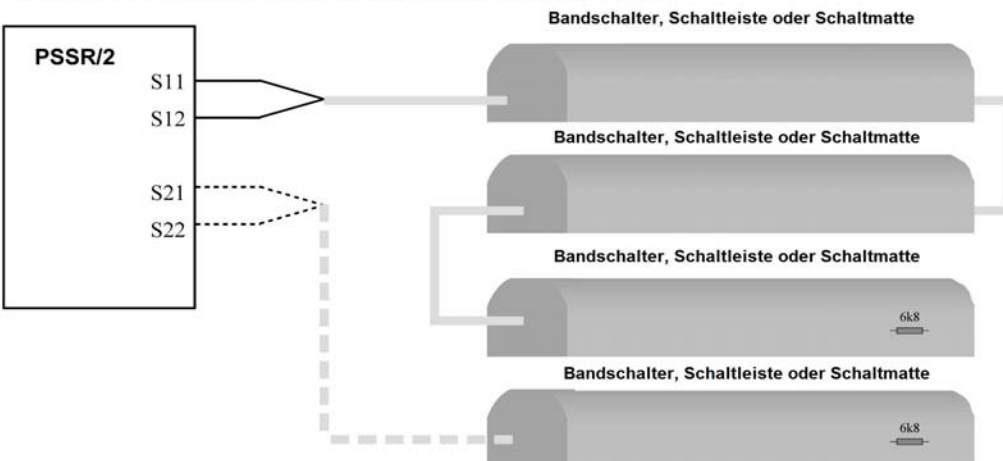 Bandschalter, Schaltleiste oder Schaltmatte
PSSR/2
S11
S12
Bandschalter, Schaltleiste oder Schaltmatte
S21
S22
Bandschalter, Schaltleiste oder Schaltmatte
6k8
Bandschalter, Schaltleiste oder Schaltmatte
6k8